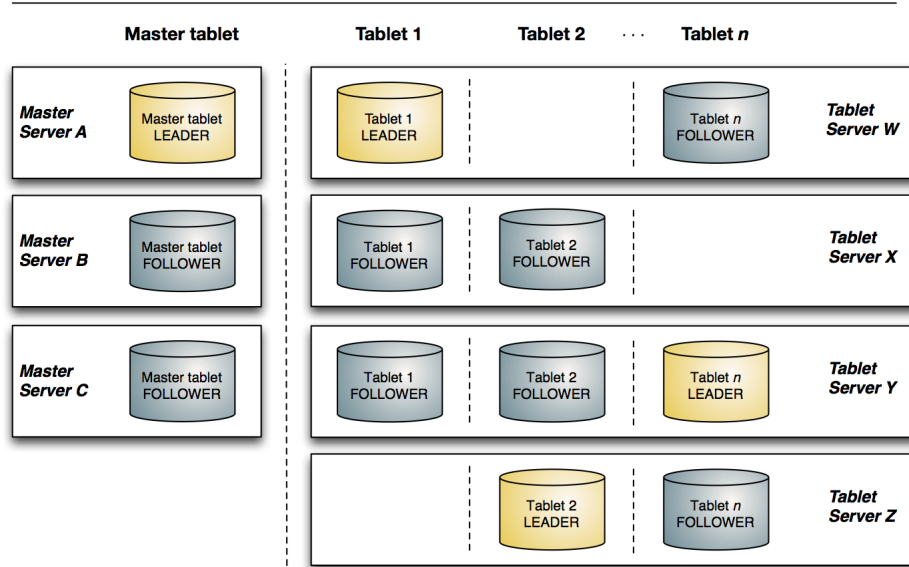 Master tablet
Tablet 1
Tablet 2
· · ·
Tablet n
Master
Server A
Master tablet
LEADER
Tablet 1
LEADER
Tablet n
FOLLOWER
Tablet
Server W
Master
Server B
Master tablet
FOLLOWER
Tablet 1
FOLLOWER
Tablet 2
FOLLOWER
Tablet
Server X
Master
Server C
Master tablet
FOLLOWER
Tablet 1
FOLLOWER
Tablet 2
FOLLOWER
Tablet n
LEADER
Tablet
Server Y
Tablet 2
LEADER
Tablet n
FOLLOWER
Tablet
Server Z